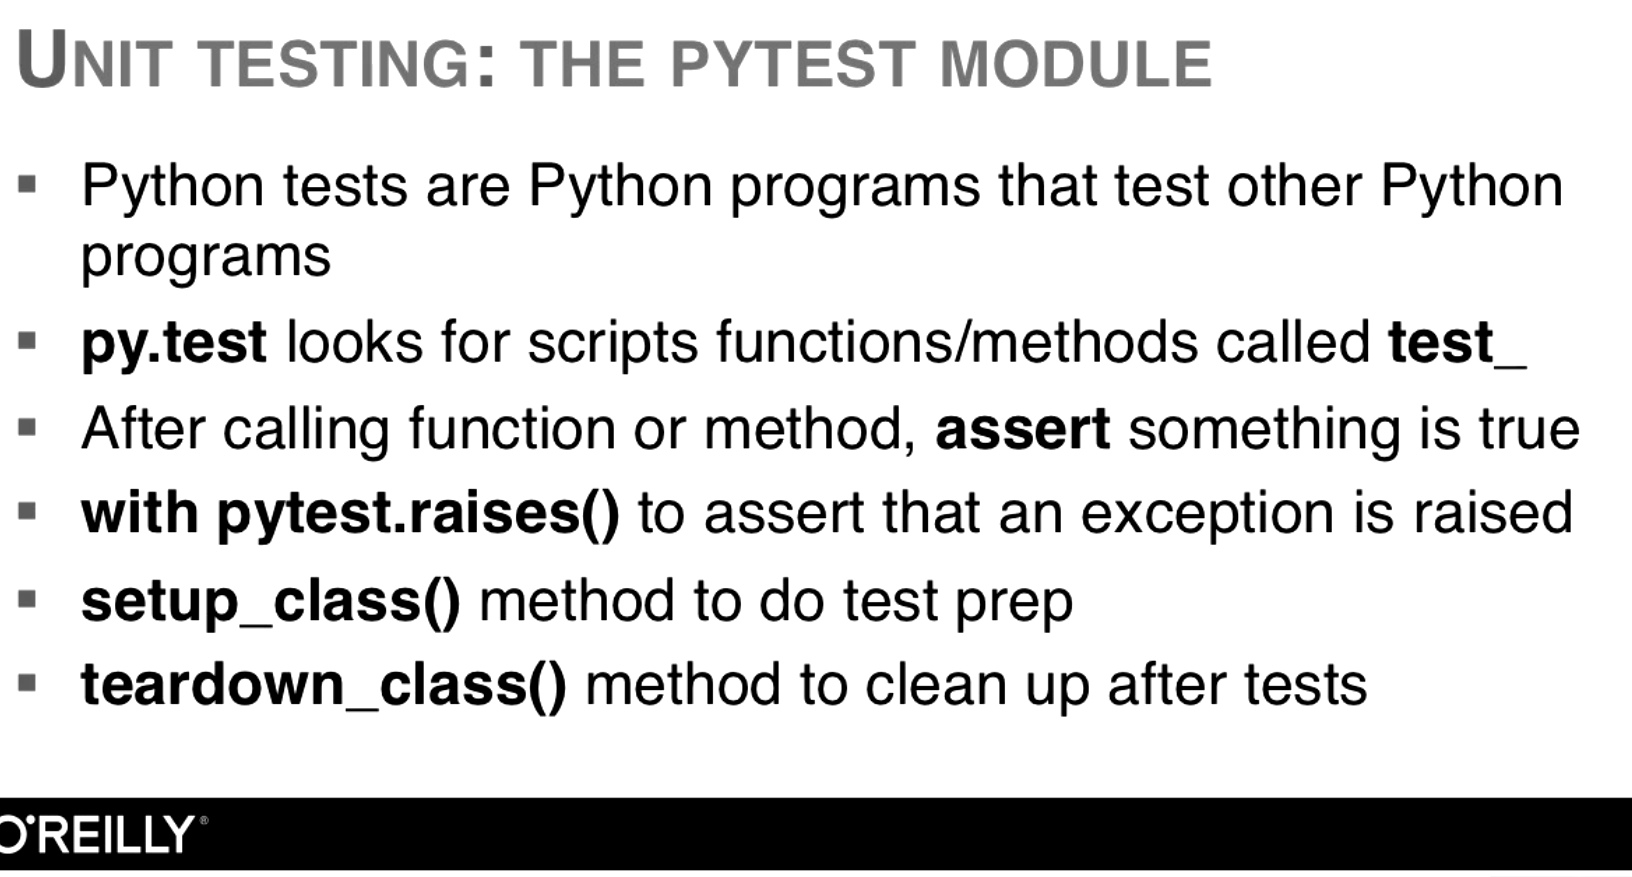 UNIT TESTING: THE PYTEST MODULE
▪ Python tests are Python programs that test other Python
programs
▪ py.test looks for scripts functions/methods called test_
▪ After calling function or method, assert something is true
▪ with pytest.raises() to assert that an exception is raised
▪ setup_class() method to do test prep
▪ teardown_class() method to clean up after tests
O'REILLY®